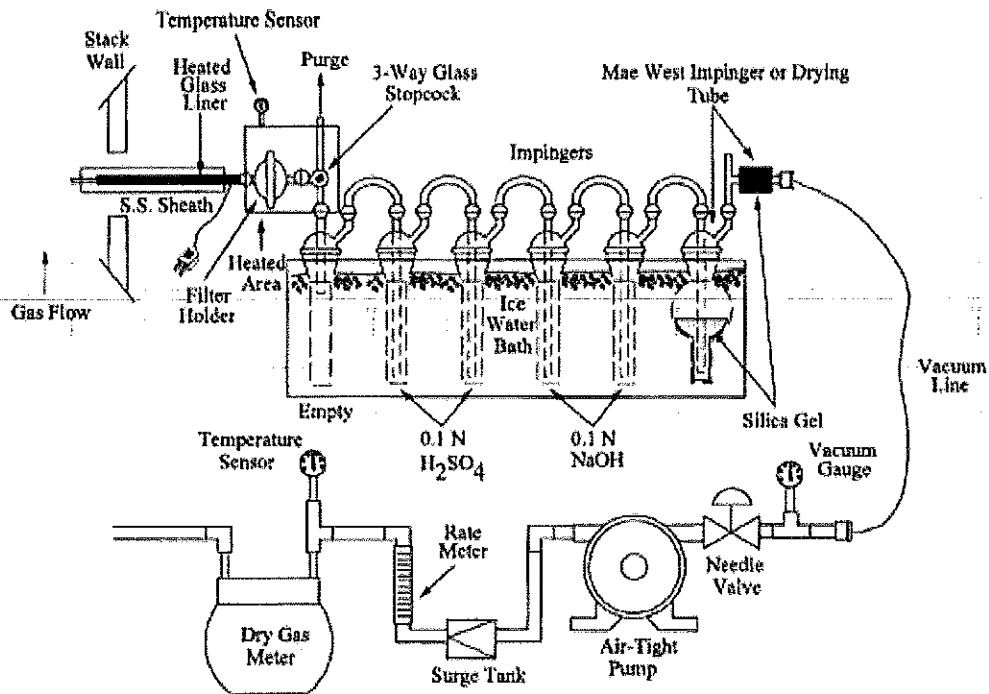 Temperature Sensor
Stack
Wall
Heated
Glass
Liner
Purge
3-Way Glass
Stopcock
Mae West Impinger or Drying
Tube
Impingers
S.S. Sheath
Heated
Area
Filter
Holder
Gas Flow
Ice
Water
Bath
Vacuum
Line
Empty
0.1 N
H2SO4
0.1 N
NaOH
Silica Gel
Temperature
Sensor
Vacuum
Gauge
Rate
Meter
Needle
Valve
Dry Gas
Meter
Surge Tank
Air-Tight
Pump